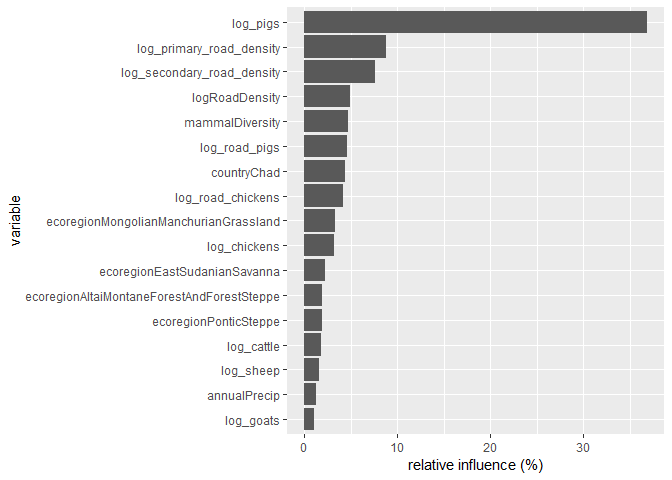 log_pigs
log_primary_road_density
log_secondary_road_density
logRoadDensity
mammalDiversity
log_road_pigs
countryChad
log_road_chickens
ecoregionMongolianManchurianGrassland
log_chickens
ecoregionEastSudanianSavanna
ecoregionAltaiMontaneForestAndForestSteppe
ecoregionPonticSteppe
log_cattle
log_sheep
annualPrecip
log_goats
variable
0 10 20 30
relative influence (%)